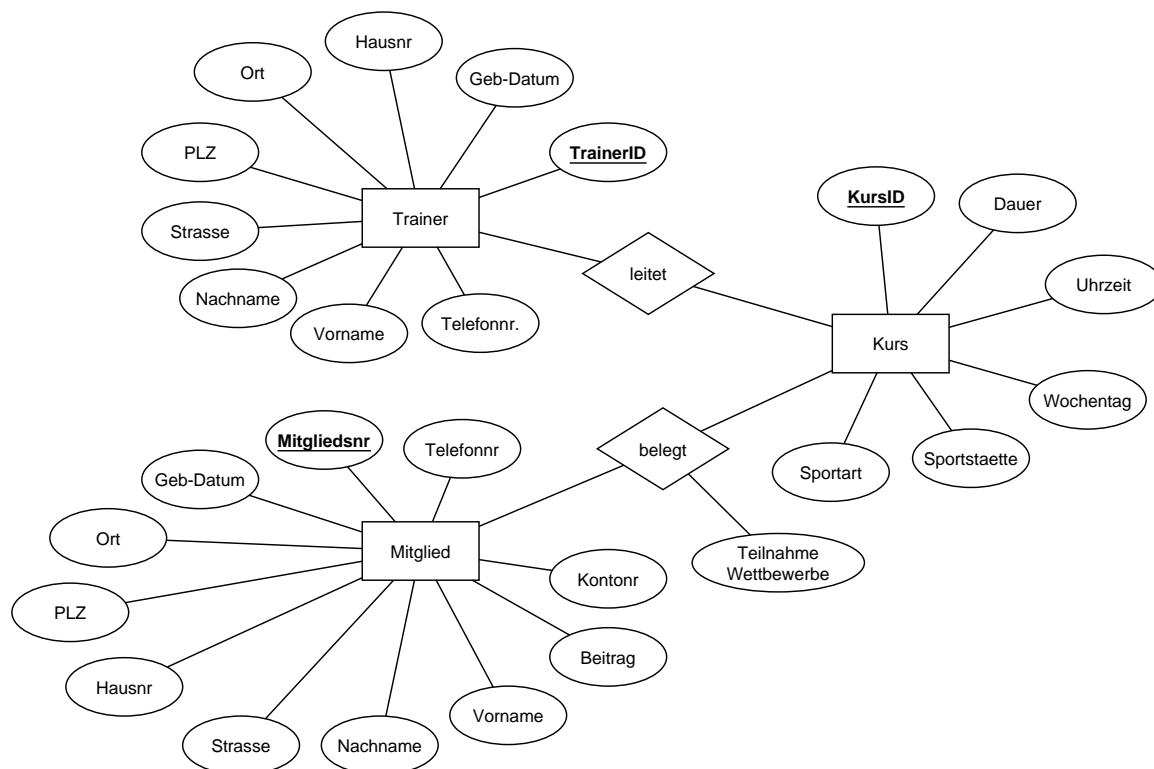 Hausnr
Ort
Geb-Datum
PLZ
TrainerID
KursID
Dauer
Trainer
Strasse
leitet
Uhrzeit
Nachname
Vorname
Telefonnr.
Kurs
Wochentag
Mitgliedsnr
Telefonnr
belegt
Sportart
Sportstaette
Geb-Datum
Ort
Mitglied
Teilnahme
Wettbewerbe
Kontonr
PLZ
Beitrag
Hausnr
Vorname
Strasse
Nachname